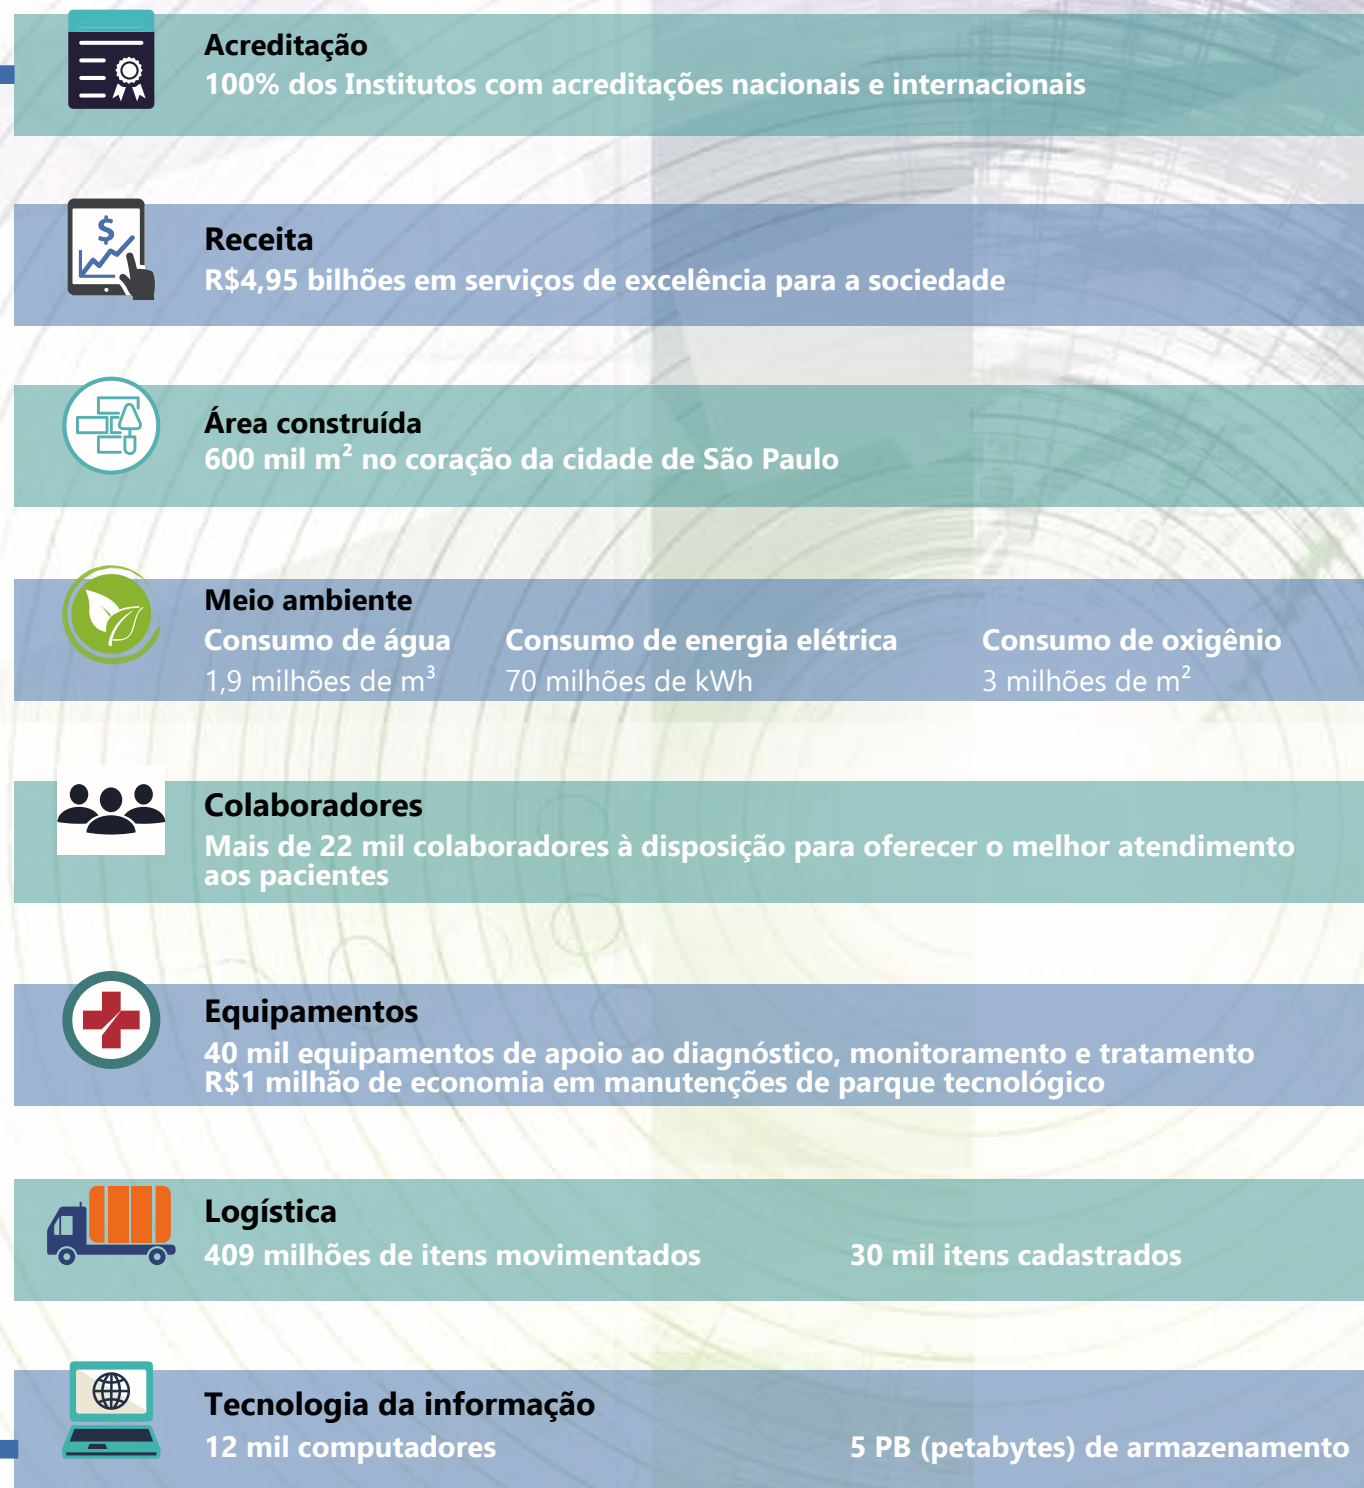 Acreditação
100% dos Institutos com acreditações nacionais e internacionais
$
Receita
R$4,95 bilhões em serviços de excelência para a sociedade
Área construída
600 mil m² no coração da cidade de São Paulo
Meio ambiente
Consumo de água Consumo de energia elétrica Consumo de oxigênio
1,9 milhões de m³ 70 milhões de kWh 3 milhões de m²
Colaboradores
Mais de 22 mil colaboradores à disposição para oferecer o melhor atendimento
aos pacientes
Equipamentos
40 mil equipamentos de apoio ao diagnóstico, monitoramento e tratamento
R$1 milhão de economia em manutenções de parque tecnológico
Logística
409 milhões de itens movimentados 30 mil itens cadastrados
Tecnologia da informação
12 mil computadores 5 PB (petabytes) de armazenamento